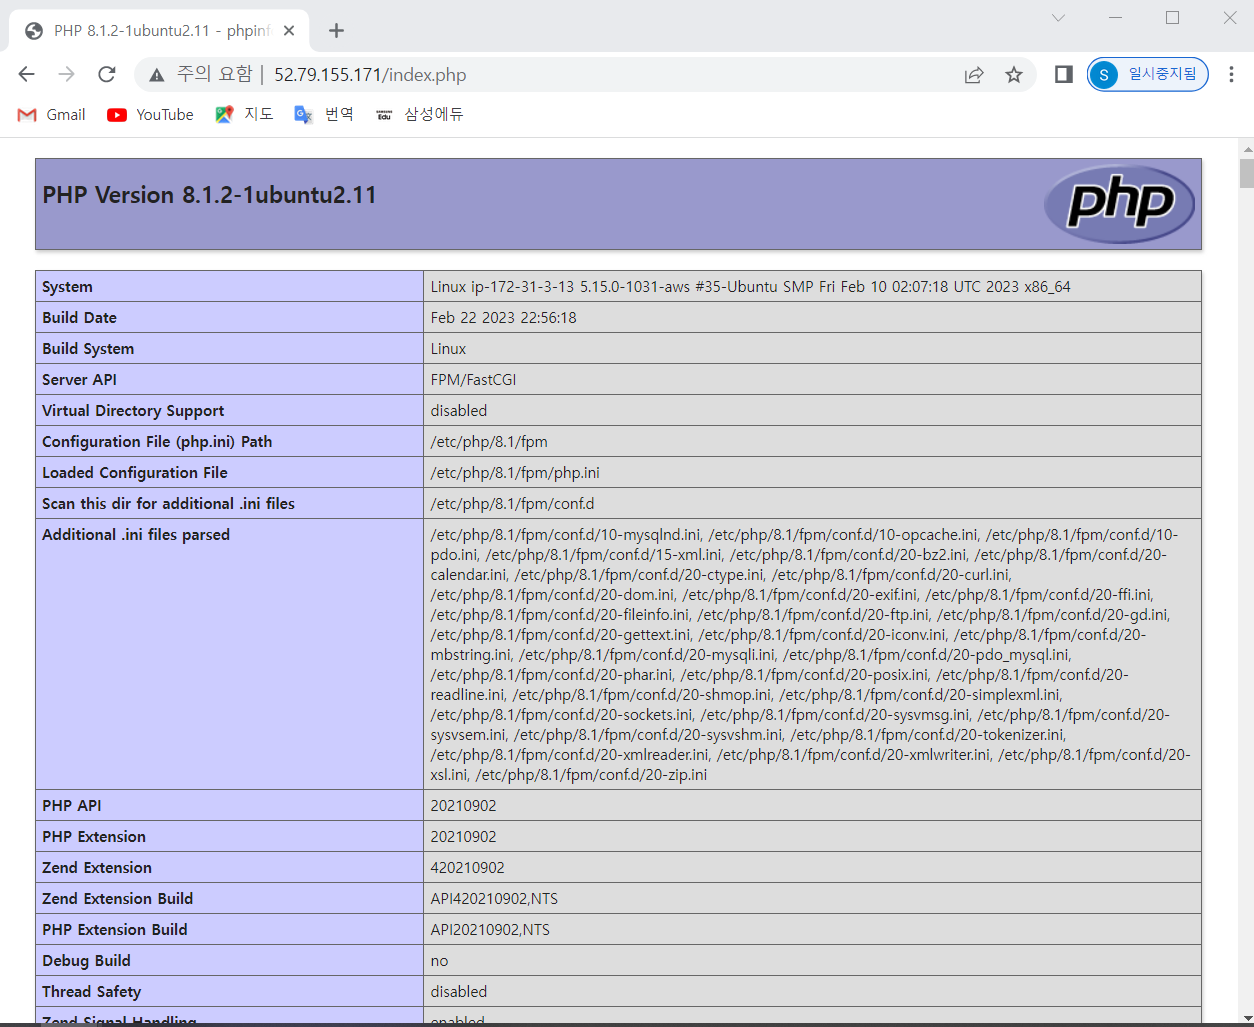 PHP 8.1.2-1ubuntu2.11 - phpinf
주의 요함 | 52.79.155.171/index.php
S 일시중지됨
Gmail YouTube 지도 번역 삼성에듀
PHP Version 8.1.2-1ubuntu2.11
php
System Linux ip-172-31-3-13 5.15.0-1031-aws #35-Ubuntu SMP Fri Feb 10 02:07:18 UTC 2023 x86_64
Build Date Feb 22 2023 22:56:18
Build System Linux
Server API FPM/FastCGI
Virtual Directory Support disabled
Configuration File (php.ini) Path /etc/php/8.1/fpm
Loaded Configuration File /etc/php/8.1/fpm/php.ini
Scan this dir for additional .ini files /etc/php/8.1/fpm/conf.d
Additional .ini files parsed /etc/php/8.1/fpm/conf.d/10-mysqlnd.ini, /etc/php/8.1/fpm/conf.d/10-opcache.ini, /etc/php/8.1/fpm/conf.d/10-
pdo.ini, /etc/php/8.1/fpm/conf.d/15-xml.ini, /etc/php/8.1/fpm/conf.d/20-bz2.ini, /etc/php/8.1/fpm/conf.d/20-
calendar.ini, /etc/php/8.1/fpm/conf.d/20-ctype.ini, /etc/php/8.1/fpm/conf.d/20-curl.ini,
/etc/php/8.1/fpm/conf.d/20-dom.ini, /etc/php/8.1/fpm/conf.d/20-exif.ini, /etc/php/8.1/fpm/conf.d/20-ffi.ini,
/etc/php/8.1/fpm/conf.d/20-fileinfo.ini, /etc/php/8.1/fpm/conf.d/20-ftp.ini, /etc/php/8.1/fpm/conf.d/20-gd.ini,
/etc/php/8.1/fpm/conf.d/20-gettext.ini, /etc/php/8.1/fpm/conf.d/20-iconv.ini, /etc/php/8.1/fpm/conf.d/20-
mbstring.ini, /etc/php/8.1/fpm/conf.d/20-mysqli.ini, /etc/php/8.1/fpm/conf.d/20-pdo_mysql.ini,
/etc/php/8.1/fpm/conf.d/20-phar.ini, /etc/php/8.1/fpm/conf.d/20-posix.ini, /etc/php/8.1/fpm/conf.d/20-
readline.ini, /etc/php/8.1/fpm/conf.d/20-shmop.ini, /etc/php/8.1/fpm/conf.d/20-simplexml.ini,
/etc/php/8.1/fpm/conf.d/20-sockets.ini, /etc/php/8.1/fpm/conf.d/20-sysvmsg.ini, /etc/php/8.1/fpm/conf.d/20-
sysvsem.ini, /etc/php/8.1/fpm/conf.d/20-sysvshm.ini, /etc/php/8.1/fpm/conf.d/20-tokenizer.ini,
/etc/php/8.1/fpm/conf.d/20-xmlreader.ini, /etc/php/8.1/fpm/conf.d/20-xmlwriter.ini, /etc/php/8.1/fpm/conf.d/20-
xsl.ini, /etc/php/8.1/fpm/conf.d/20-zip.ini
PHP API 20210902
PHP Extension 20210902
Zend Extension 420210902
Zend Extension Build API420210902,NTS
PHP Extension Build API20210902,NTS
Debug Build no
Thread Safety disabled
Zend Signal Handling enabled